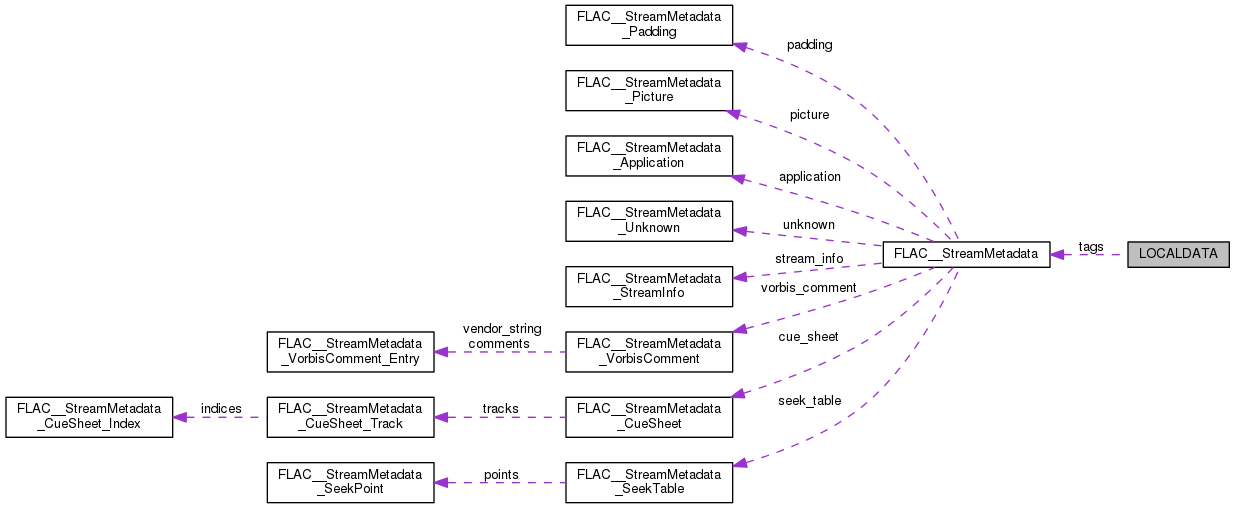 FLAC__StreamMetadata
_Padding
padding
FLAC__StreamMetadata
_Picture
picture
FLAC__StreamMetadata
_Application
application
FLAC__StreamMetadata
_Unknown
unknown
FLAC__StreamMetadata
tags
LOCALDATA
FLAC__StreamMetadata
_StreamInfo
stream_info
vorbis_comment
FLAC__StreamMetadata
_VorbisComment_Entry
vendor_string
comments
FLAC__StreamMetadata
_VorbisComment
cue_sheet
FLAC__StreamMetadata
_CueSheet_Index
indices
FLAC__StreamMetadata
_CueSheet_Track
tracks
FLAC__StreamMetadata
_CueSheet
seek_table
FLAC__StreamMetadata
_SeekPoint
points
FLAC__StreamMetadata
_SeekTable